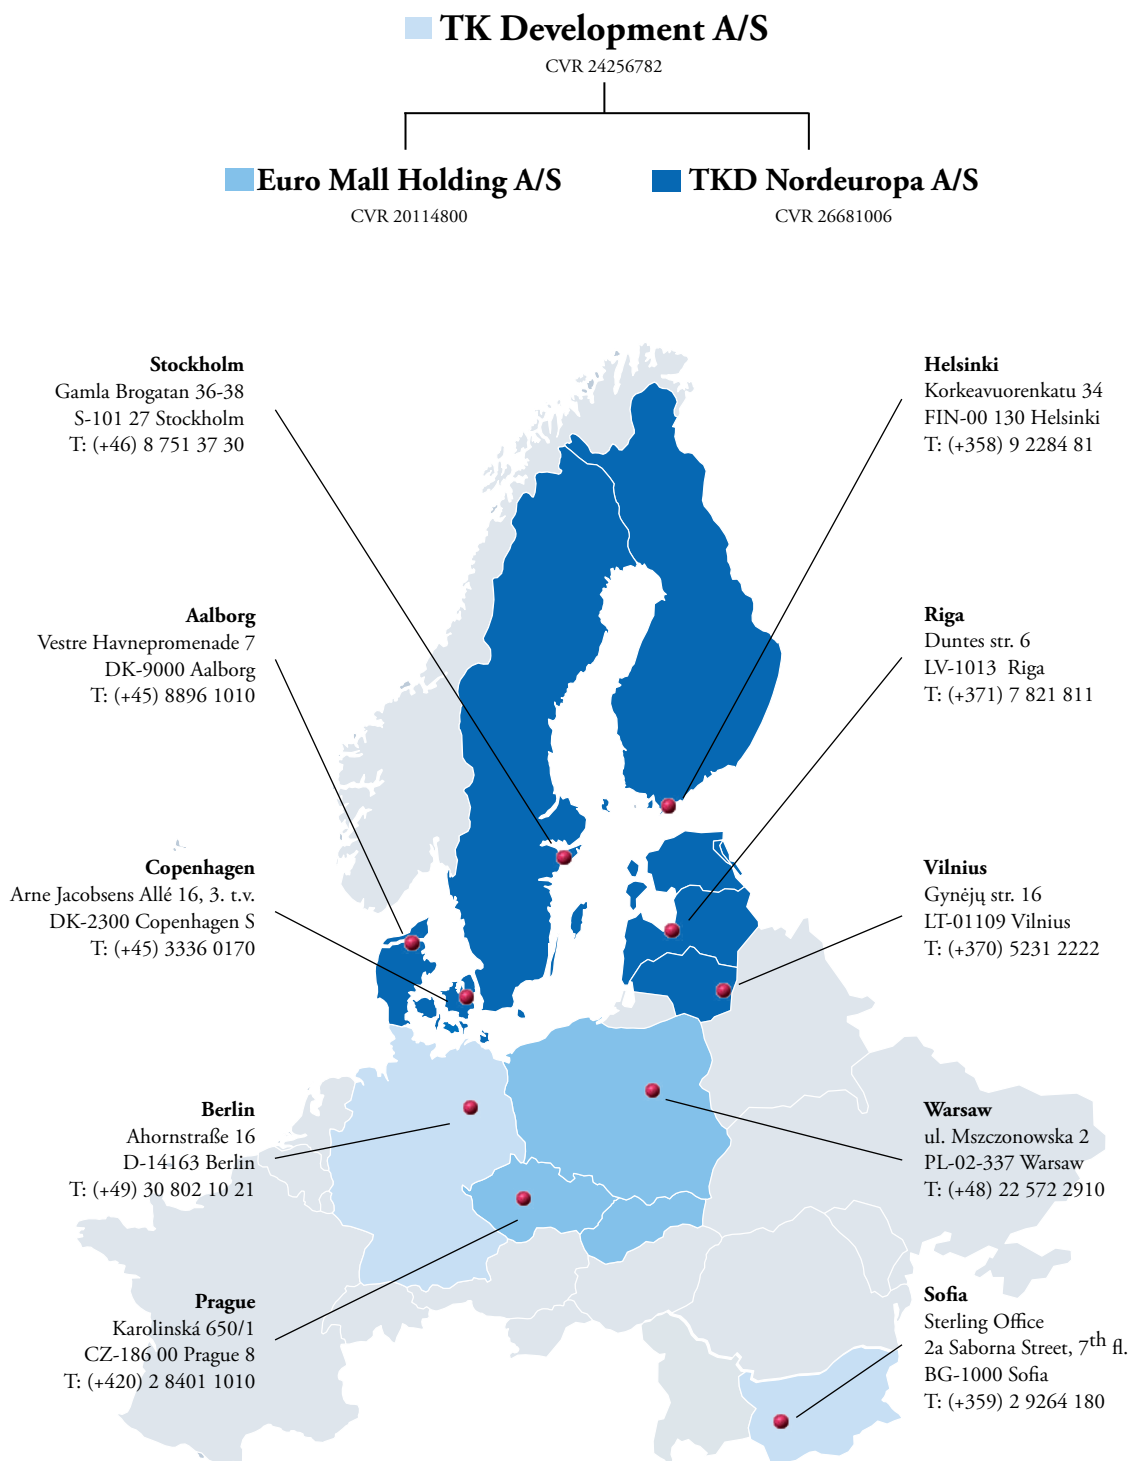 TK Development A/S
CVR 24256782
Euro Mall Holding A/S
CVR 20114800
TKD Nordeuropa A/S
CVR 26681006
Stockholm
Gamla Brogatan 36-38
S-101 27 Stockholm
T: (+46) 8 751 37 30
Helsinki
Korkeavuorenkatu 34
FIN-00 130 Helsinki
T: (+358) 9 2284 81
Aalborg
Vestre Havnepromenade 7
DK-9000 Aalborg
T: (+45) 8896 1010
Riga
Duntes str. 6
LV-1013 Riga
T: (+371) 7 821 811
Copenhagen
Arne Jacobsens Allé 16, 3. t.v.
DK-2300 Copenhagen S
T: (+45) 3336 0170
Vilnius
Gynėjų str. 16
LT-01109 Vilnius
T: (+370) 5231 2222
Berlin
Ahornstraße 16
D-14163 Berlin
T: (+49) 30 802 10 21
Warsaw
ul. Mszczonowska 2
PL-02-337 Warsaw
T: (+48) 22 572 2910
Prague
Karolinská 650/1
CZ-186 00 Prague 8
T: (+420) 2 8401 1010
Sofia
Sterling Office
2a Saborna Street, 7th fl.
BG-1000 Sofia
T: (+359) 2 9264 180